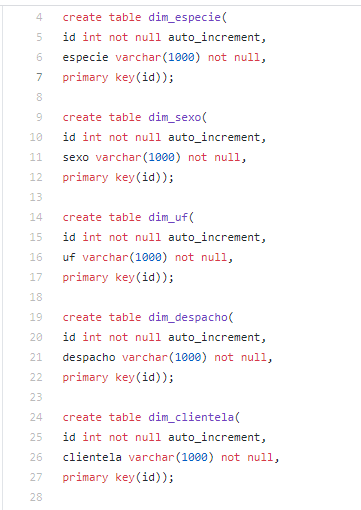 4 create table dim_especie(
5 id int not null auto_increment,
6 especie varchar(1000) not null,
7 primary key(id));
8
9 create table dim_sexo(
10 id int not null auto_increment,
11 sexo varchar(1000) not null,
12 primary key(id));
13
14 create table dim_uf(
15 id int not null auto_increment,
16 uf varchar(1000) not null,
17 primary key(id));
18
19 create table dim_despacho(
20 id int not null auto_increment,
21 despacho varchar(1000) not null,
22 primary key(id));
23
24 create table dim_clientela(
25 id int not null auto_increment,
26 clientela varchar(1000) not null,
27 primary key(id));
28